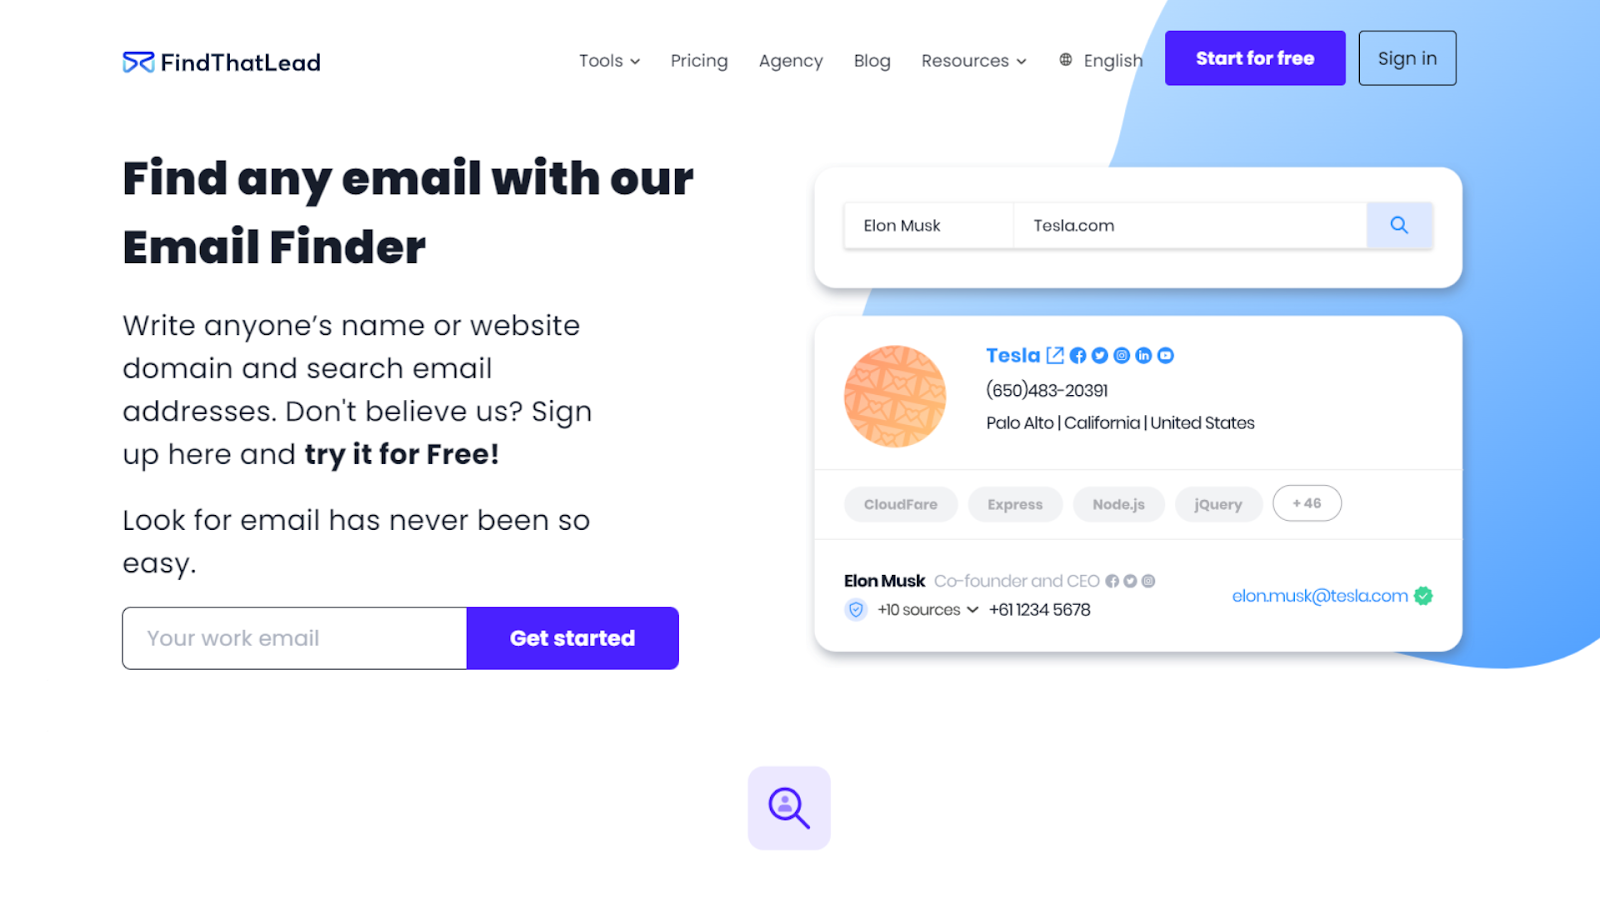 FindThatLead
Tools
Pricing
Agency
Blog
Resources
English
Start for free
Sign in
Find any email with our
Email Finder
Write anyone’s name or website
domain and search email
addresses. Don't believe us? Sign
up here and try it for Free!
Look for email has never been so
easy.
Your work email
Get started
Elon Musk
Tesla.com
Tesla
(650)483-20391
Palo Alto | California | United States
CloudFare
Express
Node.js
jQuery
+ 46
Elon Musk Co-founder and CEO
+10 sources +61 1234 5678
elon.musk@tesla.com